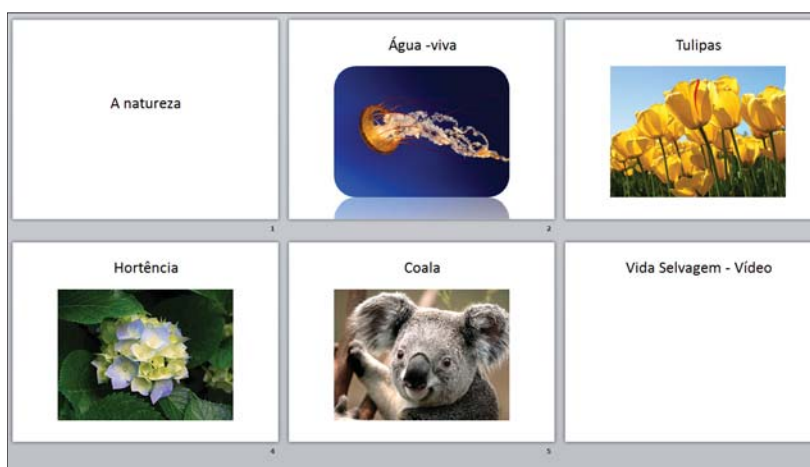 A natureza
1
Água -viva
2
Tulipas
Hortência
4
Coala
5
Vida Selvagem - Vídeo